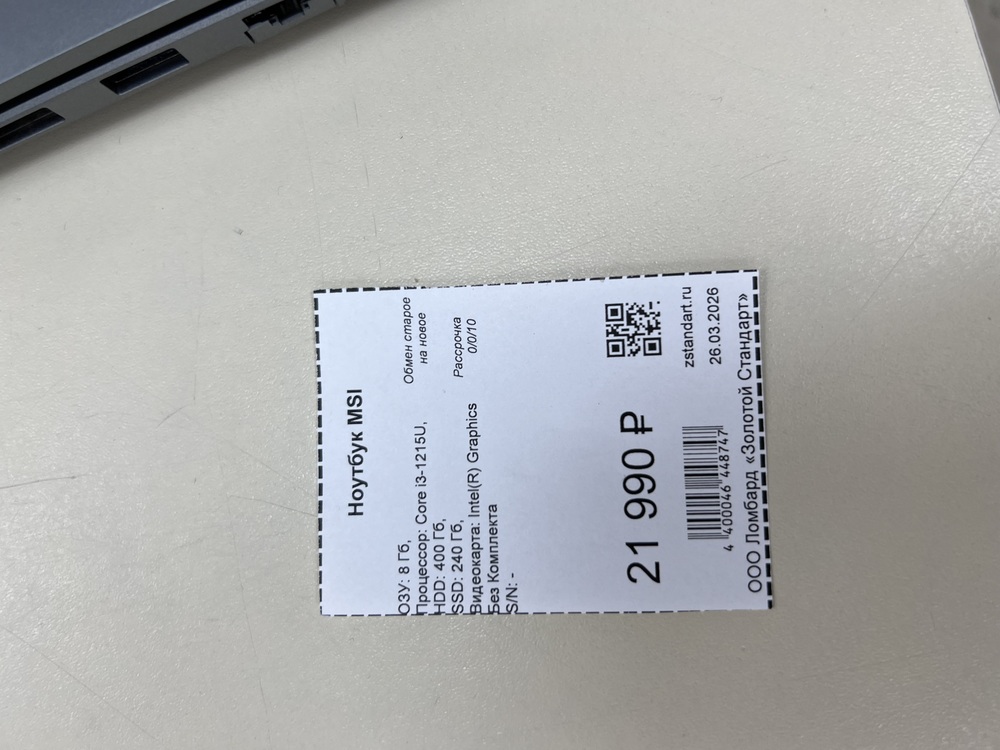 Ноутбук MSI
Обмен старое
на новое
Рассрочка
0/0/10
ОЗУ: 8 Гб,
Процессор: Core i3-1215U,
HDD: 400 Гб,
SSD: 240 Гб,
Видеокарта: Intel(R) Graphics
Без Комплекта
S/N: -
21 990 ₽
4 400046 448747
zstandart.ru
26.03.2026
ООО Ломбард «Золотой Стандарт»